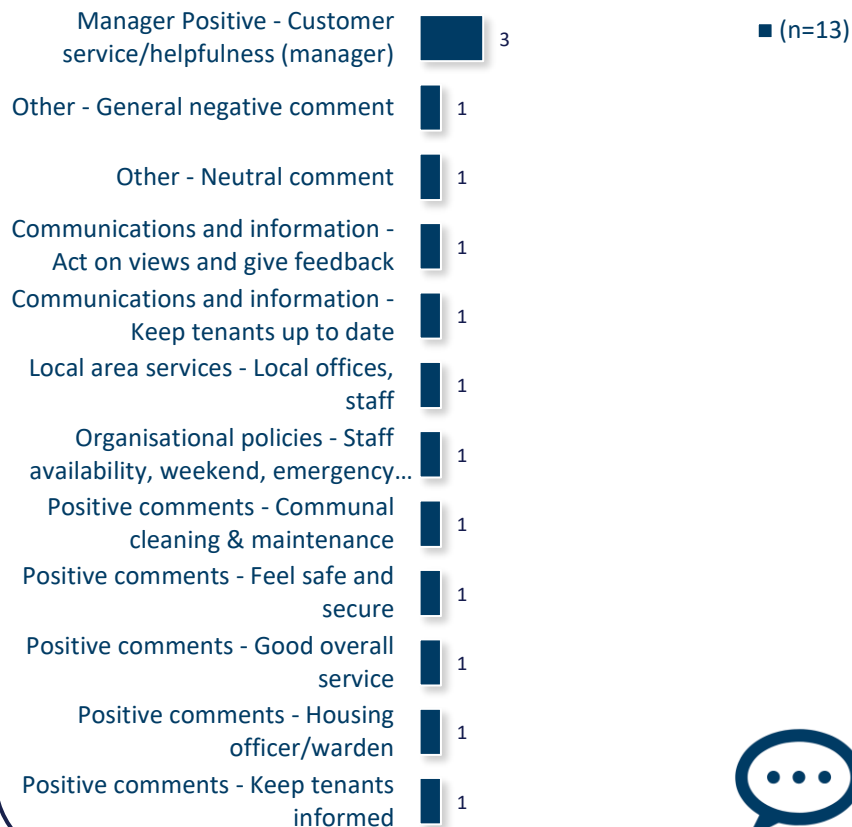 Manager Positive - Customer
service/helpfulness (manager)
3
(n=13)
Other - General negative comment
1
Other - Neutral comment
1
Communications and information -
Act on views and give feedback
1
Communications and information -
Keep tenants up to date
1
Local area services - Local offices,
staff
1
Organisational policies - Staff
availability, weekend, emergency...
1
Positive comments - Communal
cleaning & maintenance
1
Positive comments - Feel safe and
secure
1
Positive comments - Good overall
service
1
Positive comments - Housing
officer/warden
1
Positive comments - Keep tenants
informed
1